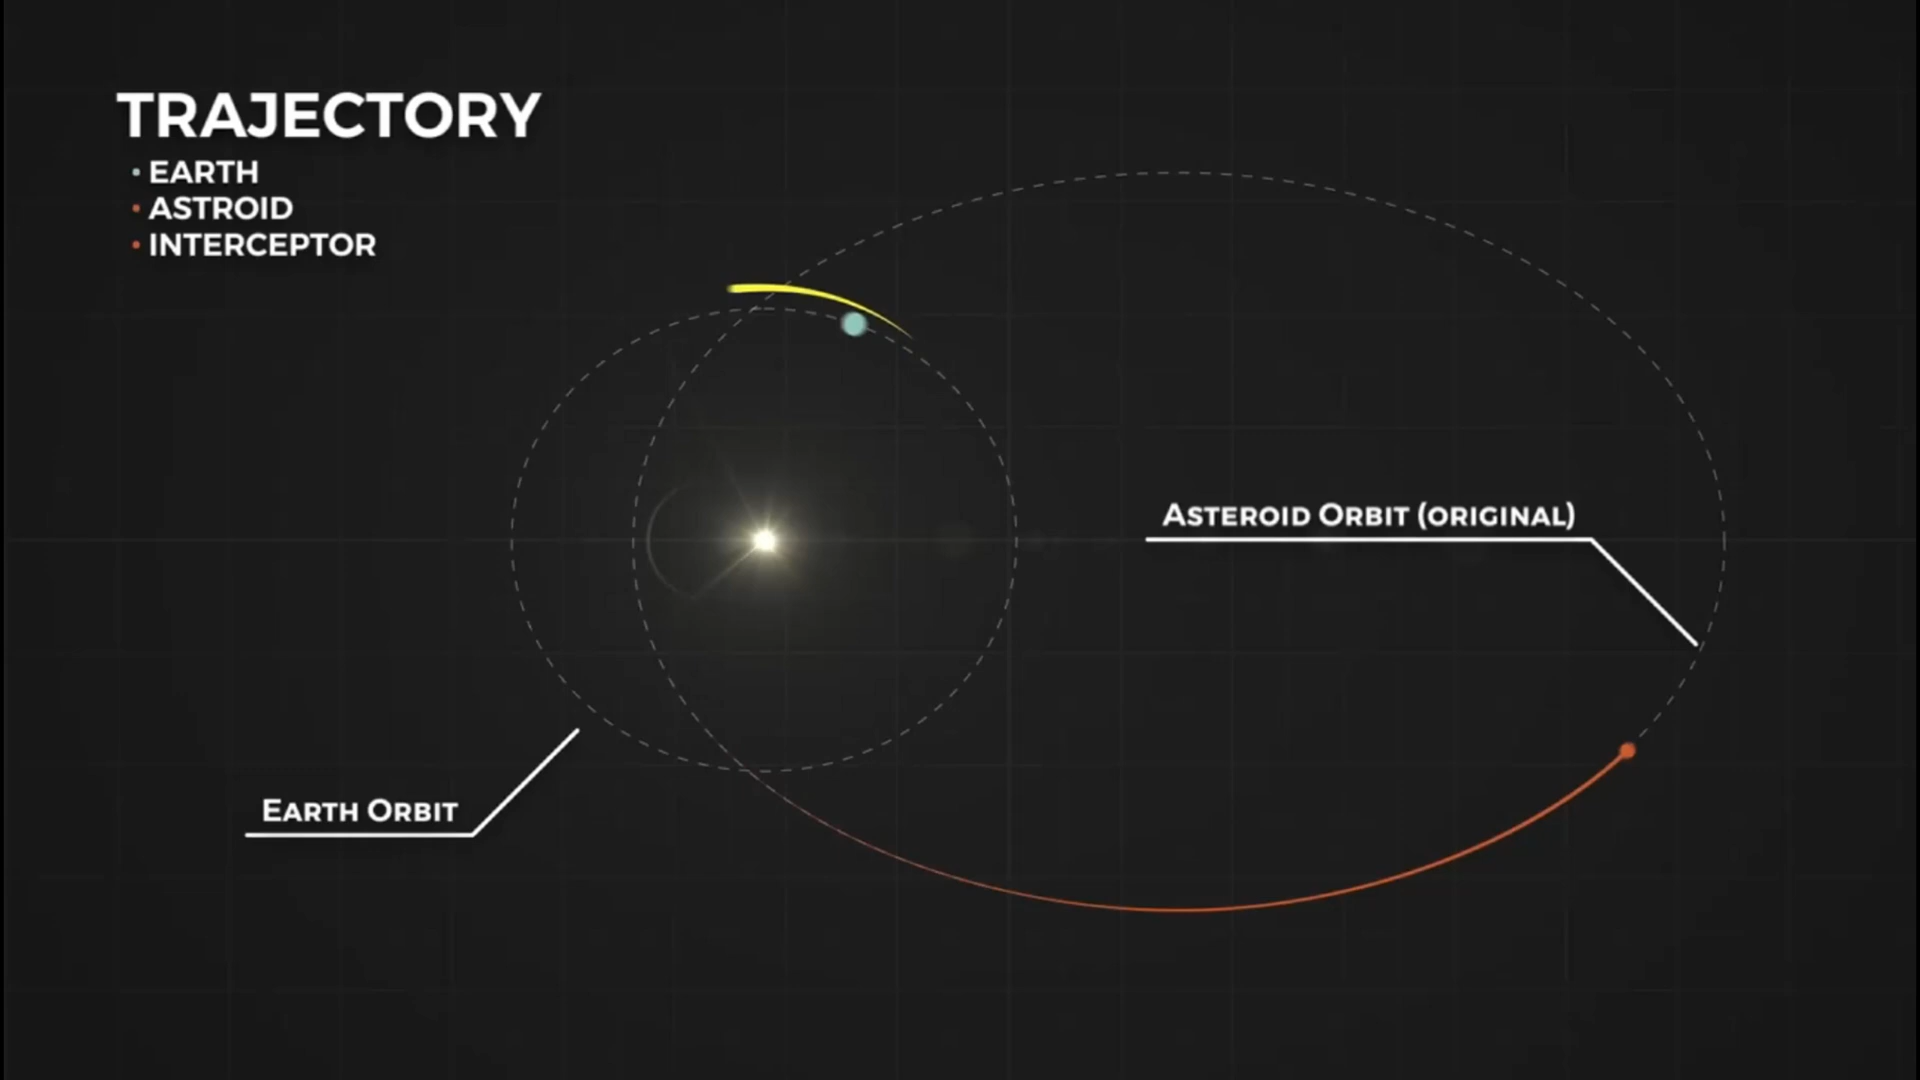 TRAJECTORY
• EARTH
• ASTROID
• INTERCEPTOR
ASTEROID ORBIT (ORIGINAL)
EARTH ORBIT